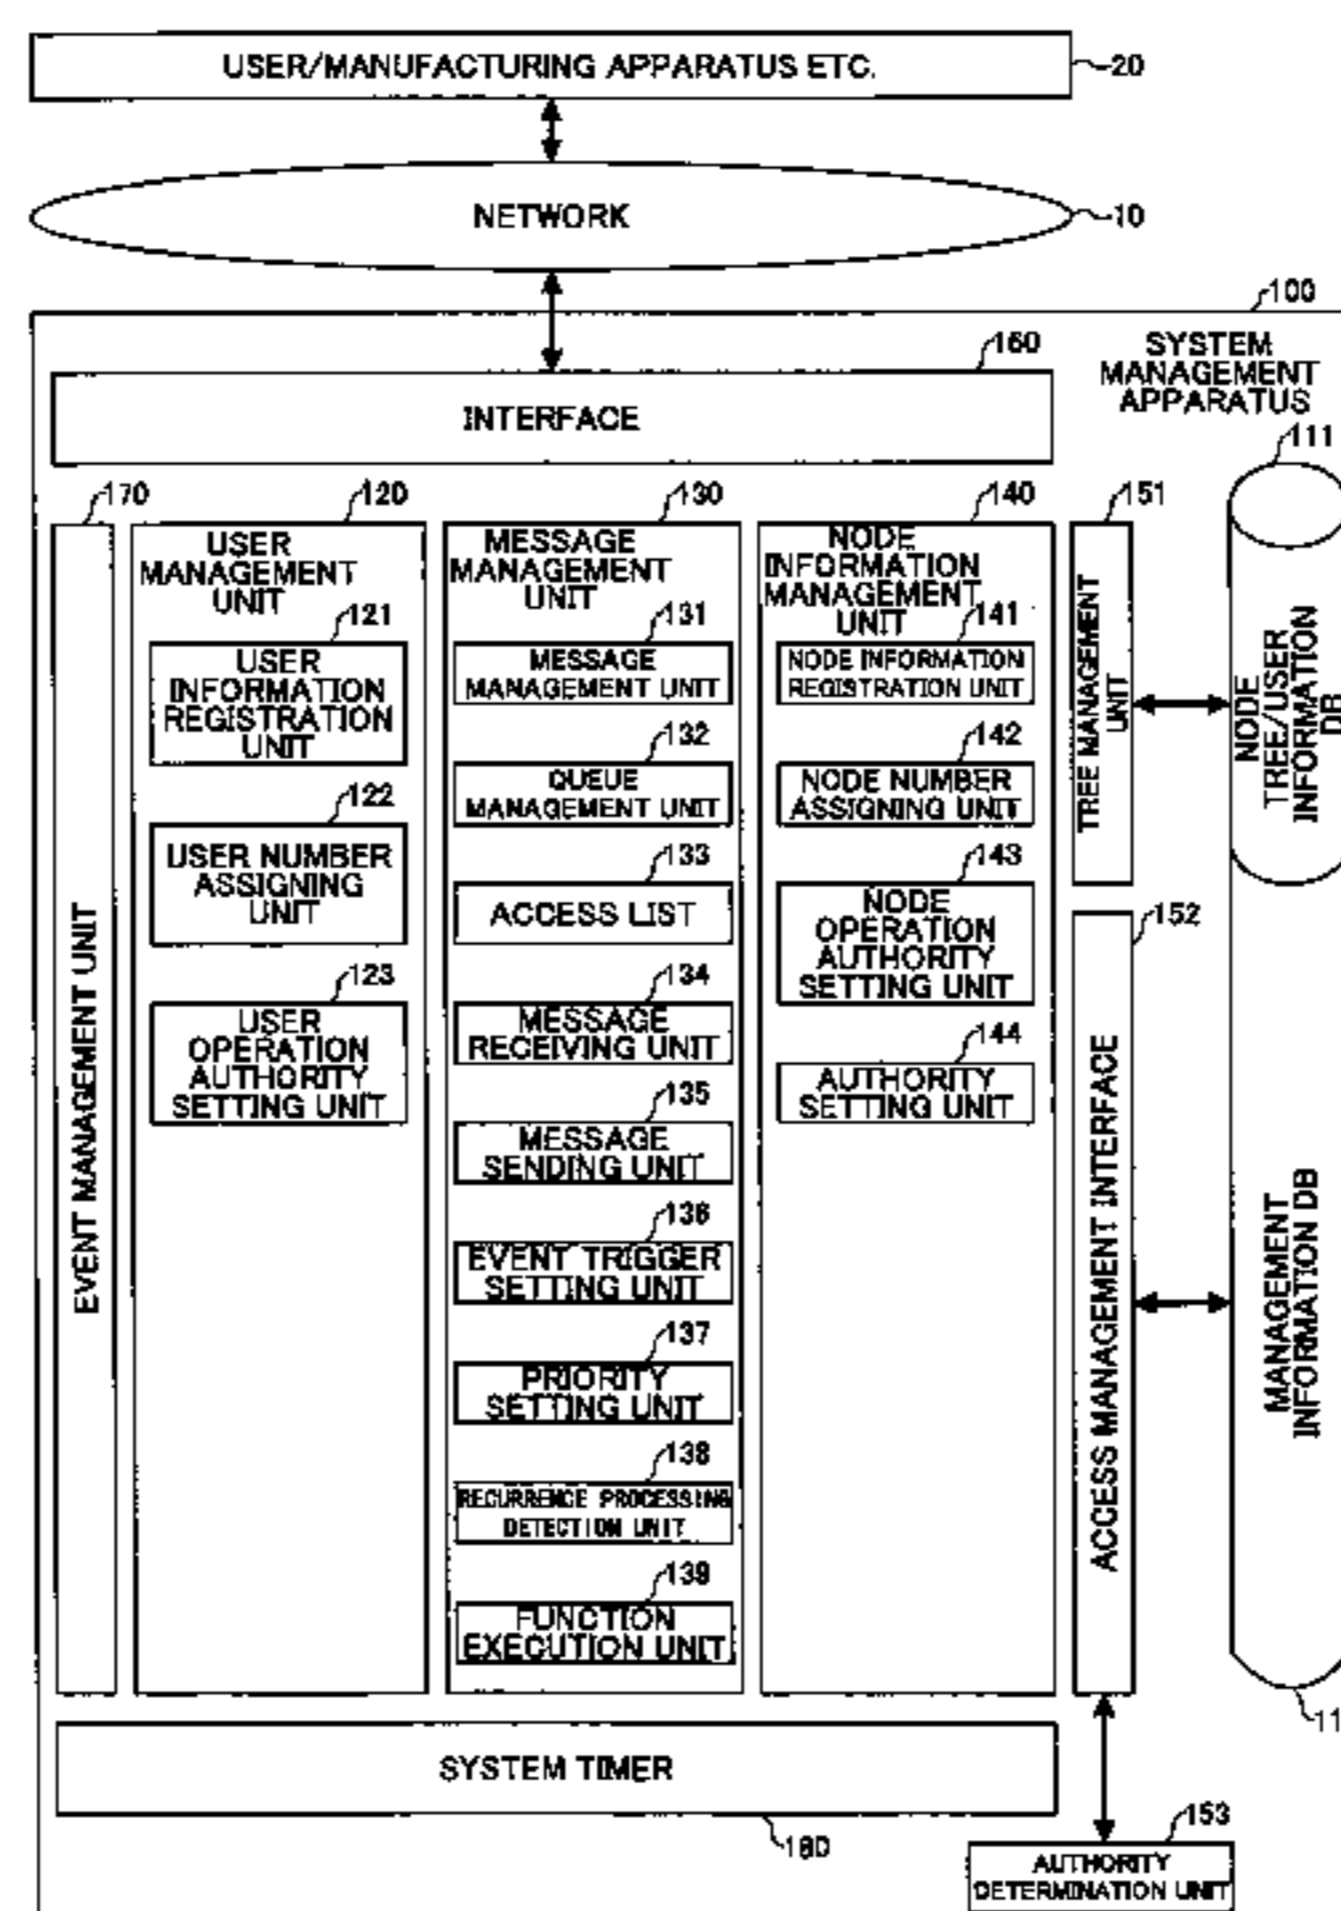 USER/MANUFACTURING APPARATUS ETC.
20
NETWORK
10
100
SYSTEM
MANAGEMENT
APPARATUS
160
INTERFACE
111
170
120
130
140
151
USER
MANAGEMENT
UNIT
MESSAGE
MANAGEMENT
UNIT
NODE
INFORMATION
MANAGEMENT
UNIT
EVENT MANAGEMENT UNIT
121
USER
INFORMATION
REGISTRATION
UNIT
122
USER NUMBER
ASSIGNING
UNIT
123
USER
OPERATION
AUTHORITY
SETTING UNIT
131
MESSAGE
MANAGEMENT UNIT
132
QUEUE
MANAGEMENT UNIT
133
ACCESS LIST
134
MESSAGE
RECEIVING UNIT
135
MESSAGE
SENDING UNIT
136
EVENT TRIGGER
SETTING UNIT
137
PRIORITY
SETTING UNIT
138
RECURRENCE PROCESSING
DETECTION UNIT
139
FUNCTION
EXECUTION UNIT
141
NODE INFORMATION
REGISTRATION UNIT
142
NODE NUMBER
ASSIGNING UNIT
143
NODE
OPERATION
AUTHORITY
SETTING UNIT
144
AUTHORITY
SETTING UNIT
TREE MANAGEMENT
UNIT
NODE
TREE/USER
INFORMATION
DB
152
ACCESS MANAGEMENT INTERFACE
MANAGEMENT
INFORMATION DB
11
SYSTEM TIMER
180
153
AUTHORITY
DETERMINATION UNIT